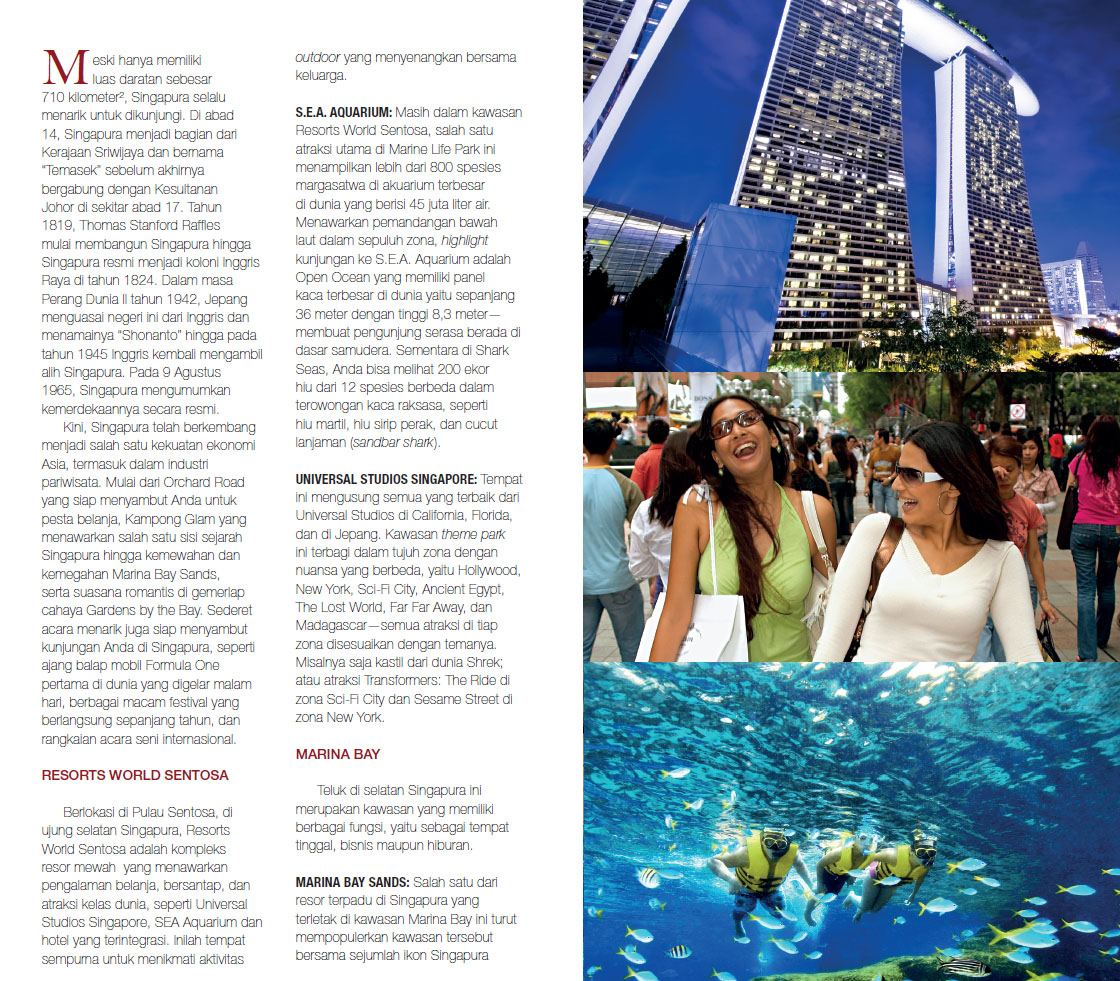 Meski hanya memiliki
luas daratan sebesar
710 kilometer², Singapura selalu
menarik untuk dikunjungi. Di abad
14, Singapura menjadi bagian dari
Kerajaan Sriwijaya dan bernama
“Temasek” sebelum akhirnya
bergabung dengan Kesultanan
Johor di sekitar abad 17. Tahun
1819, Thomas Stanford Raffles
mulai membangun Singapura hingga
Singapura resmi menjadi koloni Inggris
Raya di tahun 1824. Dalam masa
Perang Dunia II tahun 1942, Jepang
menguasai negeri ini dari Inggris dan
menamainya “Shonanto” hingga pada
tahun 1945 Inggris kembali mengambil
alih Singapura. Pada 9 Agustus
1965, Singapura mengumumkan
kemerdekaannya secara resmi.
Kini, Singapura telah berkembang
menjadi salah satu kekuatan ekonomi
Asia, termasuk dalam industri
pariwisata. Mulai dari Orchard Road
yang siap menyambut Anda untuk
pesta belanja, Kampong Glam yang
menawarkan salah satu sisi sejarah
Singapura hingga kemewahan dan
kemegahan Marina Bay Sands,
serta suasana romantis di gemerlap
cahaya Gardens by the Bay. Sederet
acara menarik juga siap menyambut
kunjungan Anda di Singapura, seperti
ajang balap mobil Formula One
pertama di dunia yang digelar malam
hari, berbagai macam festival yang
berlangsung sepanjang tahun, dan
rangkaian acara seni internasional.
RESORTS WORLD SENTOSA
Berlokasi di Pulau Sentosa, di
ujung selatan Singapura, Resorts
World Sentosa adalah kompleks
resor mewah yang menawarkan
pengalaman belanja, bersantap, dan
atraksi kelas dunia, seperti Universal
Studios Singapore, SEA Aquarium dan
hotel yang terintegrasi. Inilah tempat
sempurna untuk menikmati aktivitas
outdoor yang menyenangkan bersama
keluarga.
S.E.A. AQUARIUM: Masih dalam kawasan
Resorts World Sentosa, salah satu
atraksi utama di Marine Life Park ini
menampilkan lebih dari 800 spesies
margasatwa di akuarium terbesar
di dunia yang berisi 45 juta liter air.
Menawarkan pemandangan bawah
laut dalam sepuluh zona, highlight
kunjungan ke S.E.A. Aquarium adalah
Open Ocean yang memiliki panel
kaca terbesar di dunia yaitu sepanjang
36 meter dengan tinggi 8,3 meter—
membuat pengunjung serasa berada di
dasar samudera. Sementara di Shark
Seas, Anda bisa melihat 200 ekor
hiu dari 12 spesies berbeda dalam
terowongan kaca raksasa, seperti
hiu martil, hiu sirip perak, dan cucut
lanjaman (sandbar shark).
UNIVERSAL STUDIOS SINGAPORE: Tempat
ini mengusung semua yang terbaik dari
Universal Studios di California, Florida,
dan di Jepang. Kawasan theme park
ini terbagi dalam tujuh zona dengan
nuansa yang berbeda, yaitu Hollywood,
New York, Sci-Fi City, Ancient Egypt,
The Lost World, Far Far Away, dan
Madagascar—semua atraksi di tiap
zona disesuaikan dengan temanya.
Misalnya saja kastil dari dunia Shrek;
atau atraksi Transformers: The Ride di
zona Sci-Fi City dan Sesame Street di
zona New York.
MARINA BAY
Teluk di selatan Singapura ini
merupakan kawasan yang memiliki
berbagai fungsi, yaitu sebagai tempat
tinggal, bisnis maupun hiburan.
MARINA BAY SANDS: Salah satu dari
resor terpadu di Singapura yang
terletak di kawasan Marina Bay ini turut
mempopulerkan kawasan tersebut
bersama sejumlah ikon Singapura